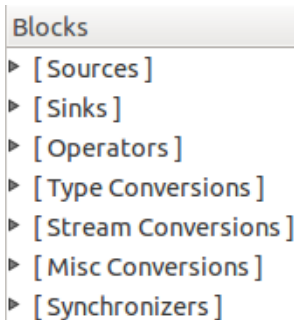 Blocks
[ Sources ]
[ Sinks ]
[ Operators ]
[ Type Conversions ]
[ Stream Conversions ]
[ Misc Conversions ]
[ Synchronizers ]